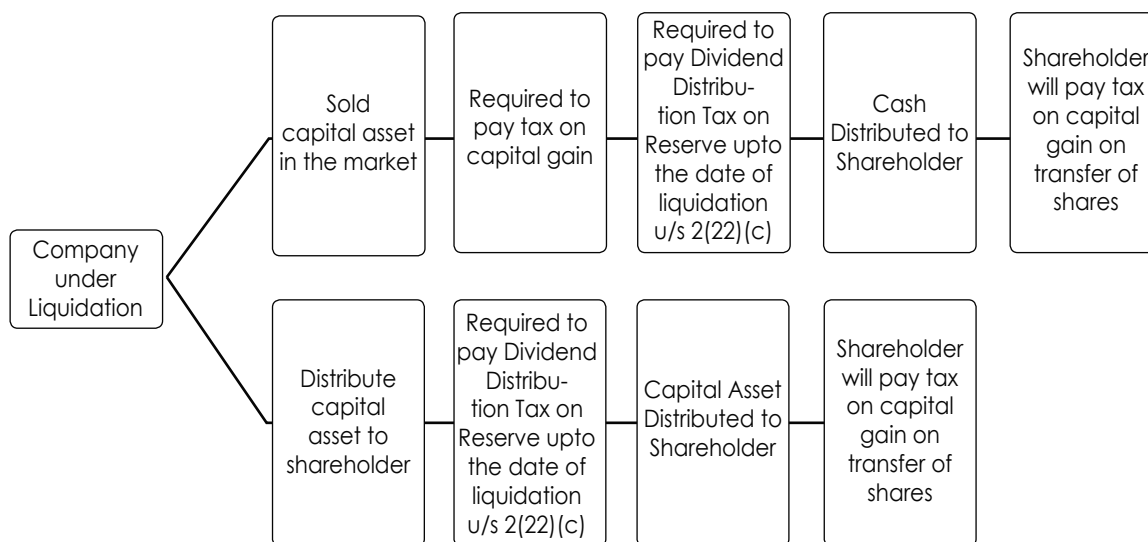 Company
under
Liquidation
Sold
capital asset
in the market
Required to
pay tax on
capital gain
Required to
pay Dividend
Distribu-
tion Tax on
Reserve upto
the date of
liquidation
u/s 2(22)(c)
Cash
Distributed to
Shareholder
Shareholder
will pay tax
on capital
gain on
transfer of
shares
Distribute
capital
asset to
shareholder
Required to
pay Dividend
Distribu-
tion Tax on
Reserve upto
the date of
liquidation
u/s 2(22)(c)
Capital Asset
Distributed to
Shareholder
Shareholder
will pay tax
on capital
gain on
transfer of
shares